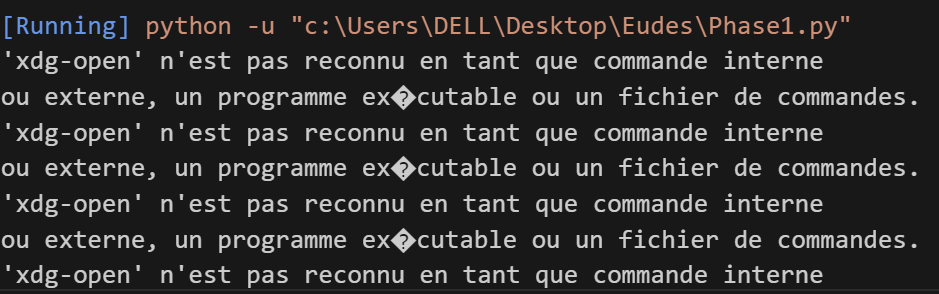 [Running] python -u "c:\Users\DELL\Desktop\Eudes\Phase1.py"
'xdg-open' n'est pas reconnu en tant que commande interne
ou externe, un programme ex�cutable ou un fichier de commandes.
'xdg-open' n'est pas reconnu en tant que commande interne
ou externe, un programme ex�cutable ou un fichier de commandes.
'xdg-open' n'est pas reconnu en tant que commande interne
ou externe, un programme ex�cutable ou un fichier de commandes.
'xdg-open' n'est pas reconnu en tant que commande interne